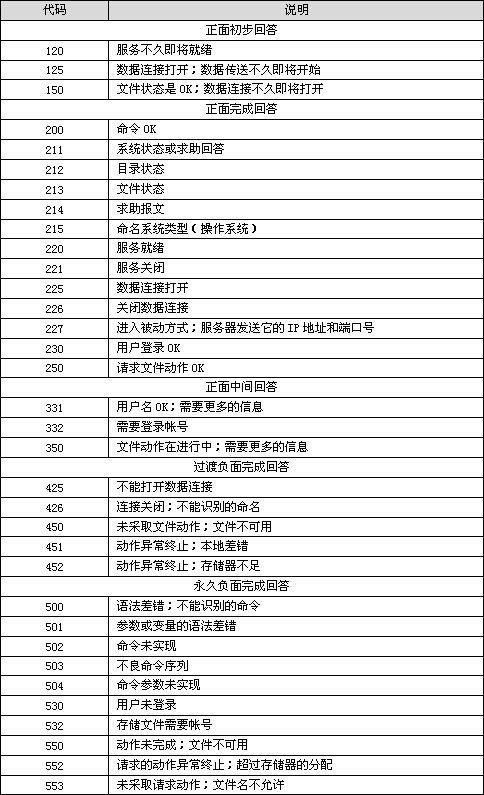 代码 说明
正面初步回答
120 服务不久即将就绪
125 数据连接打开；数据传送不久即将开始
150 文件状态是OK；数据连接不久即将打开
正面完成回答
200 命令OK
211 系统状态或求助回答
212 目录状态
213 文件状态
214 求助报文
215 命名系统类型（操作系统）
220 服务就绪
221 服务关闭
225 数据连接打开
226 关闭数据连接
227 进入被动方式；服务器发送它的IP地址和端口号
230 用户登录OK
250 请求文件动作OK
正面中间回答
331 用户名OK；需要更多的信息
332 需要登录帐号
350 文件动作在进行中；需要更多的信息
过渡负面完成回答
425 不能打开数据连接
426 连接关闭；不能识别的命名
450 未采取文件动作；文件不可用
451 动作异常终止；本地差错
452 动作异常终止；存储器不足
永久负面完成回答
500 语法差错；不能识别的命令
501 参数或变量的语法差错
502 命令未实现
503 不良命令序列
504 命令参数未实现
530 用户未登录
532 存储文件需要帐号
550 动作未完成；文件不可用
552 请求的动作异常终止；超过存储器的分配
553 未采取请求动作；文件名不允许